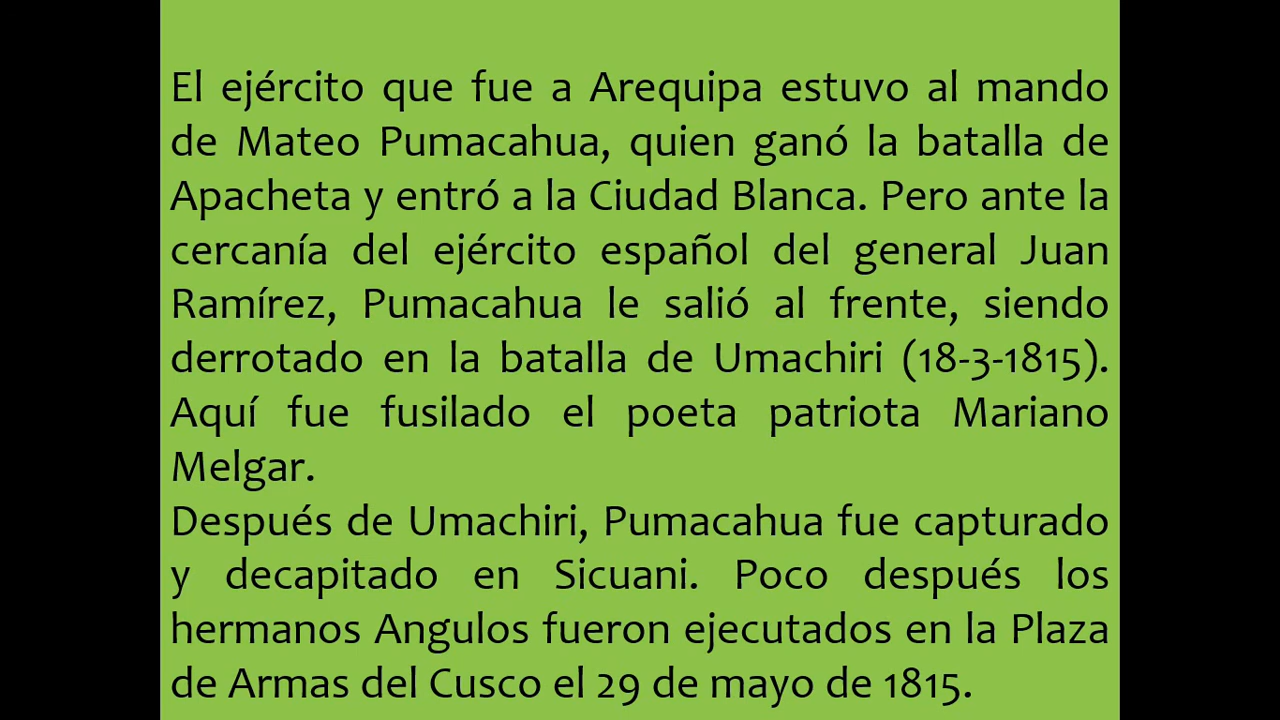 El ejército que fue a Arequipa estuvo al mando
de Mateo Pumacahua, quien ganó la batalla de
Apacheta y entró a la Ciudad Blanca. Pero ante la
cercanía del ejército español del general Juan
Ramírez, Pumacahua le salió al frente, siendo
derrotado en la batalla de Umachiri (18-3-1815).
Aquí fue fusilado el poeta patriota Mariano
Melgar.
Después de Umachiri, Pumacahua fue capturado
y decapitado en Sicuani. Poco después los
hermanos Angulos fueron ejecutados en la Plaza
de Armas del Cusco el 29 de mayo de 1815.